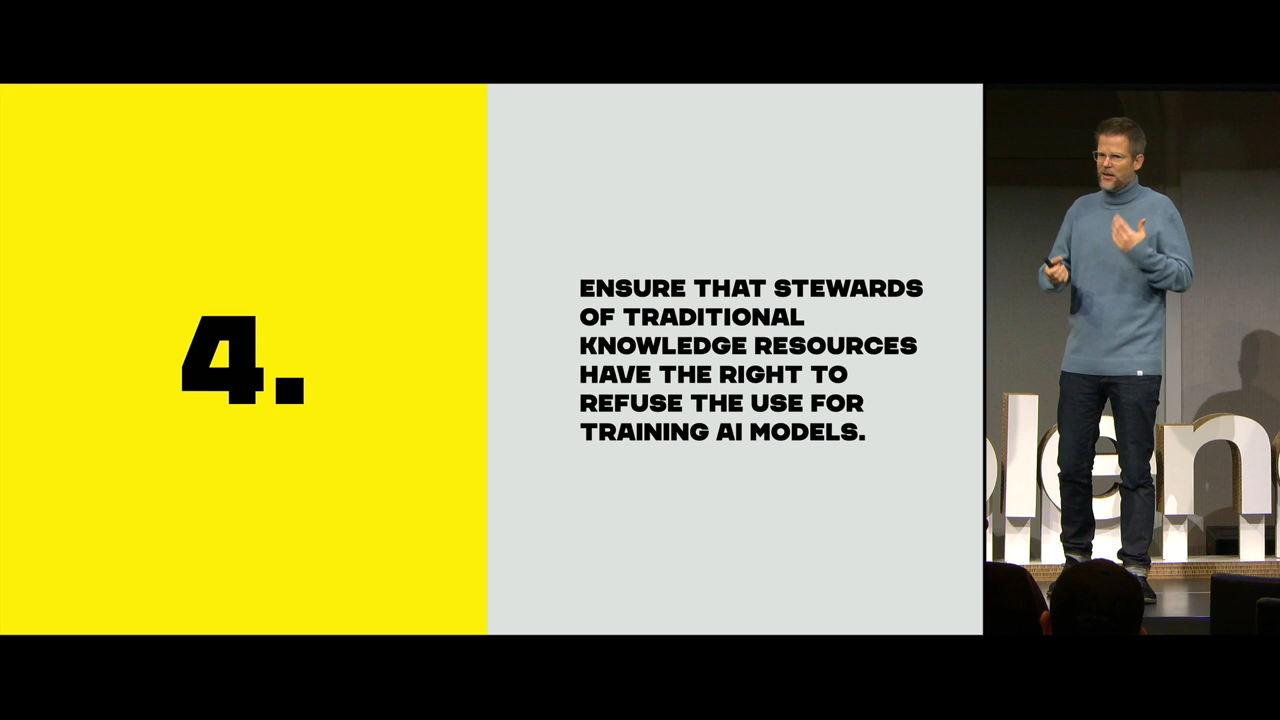 4.
ENSURE THAT STEWARDS
OF TRADITIONAL
KNOWLEDGE RESOURCES
HAVE THE RIGHT TO
REFUSE THE USE FOR
TRAINING AI MODELS.